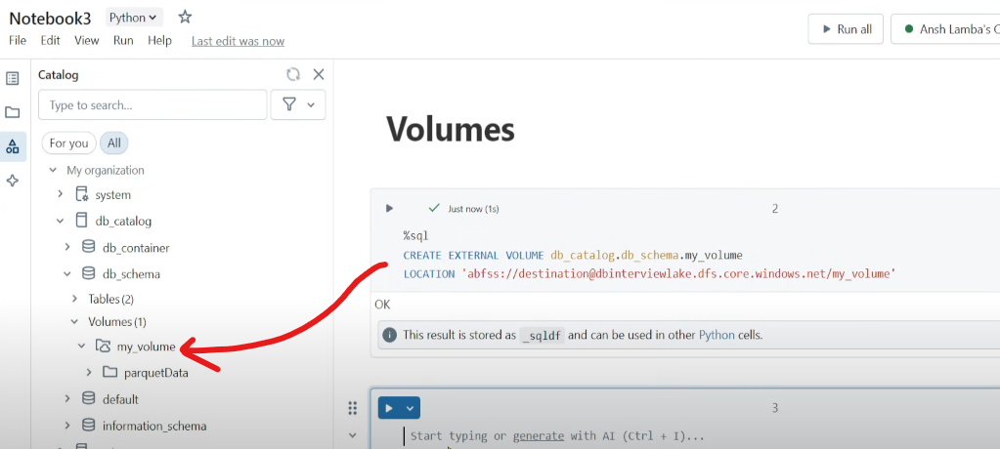 Notebook3 Python
File Edit View Run Help Last edit was now
Run all
Ansh Lamba's C
Catalog
Type to search...
For you All
My organization
system
db_catalog
db_container
db_schema
Tables (2)
Volumes (1)
my_volume
parquetData
default
information_schema
Volumes
Just now (1s)
2
%sql
CREATE EXTERNAL VOLUME db_catalog.db_schema.my_volume
LOCATION 'abfss://destination@dbinterviewlake.dfs.core.windows.net/my_volume'
OK
This result is stored as _sqldf and can be used in other Python cells.
3
Start typing or generate with AI (Ctrl + I)...